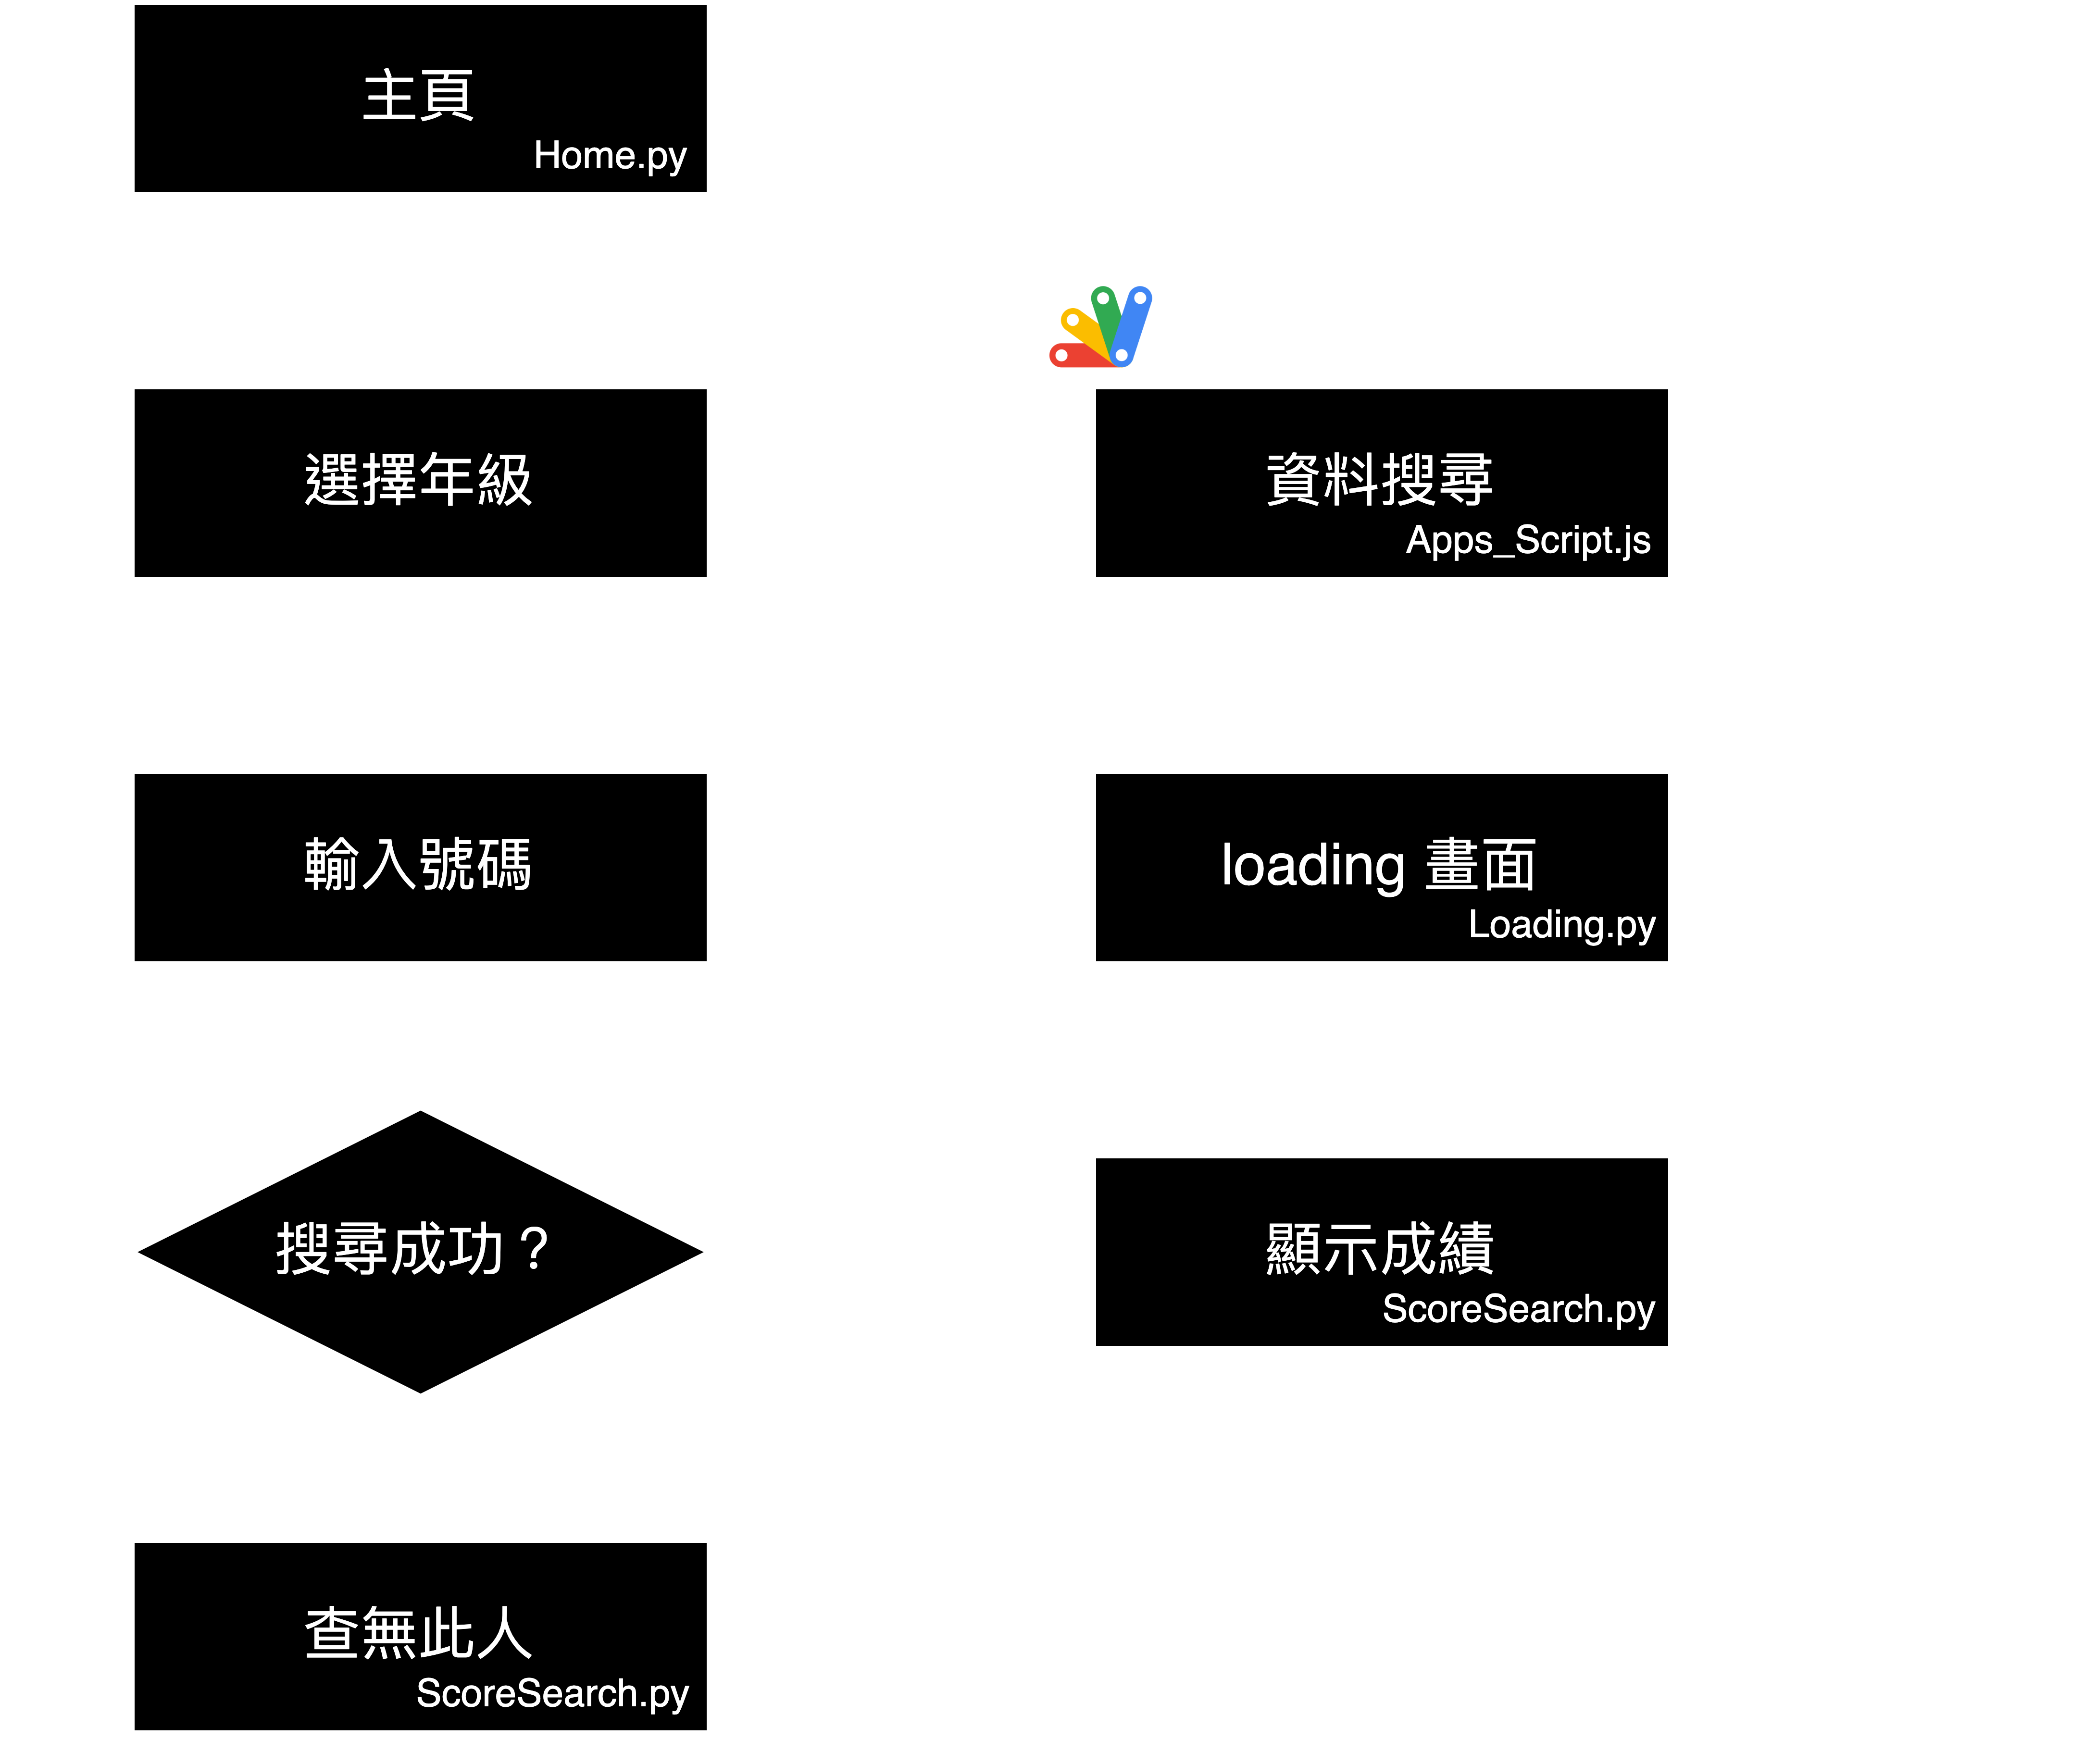 主頁
Home.py
選擇年級
資料搜尋
Apps_Script.js
輸入號碼
loading 畫面
Loading.py
搜尋成功？
顯示成績
ScoreSearch.py
查無此人
ScoreSearch.py